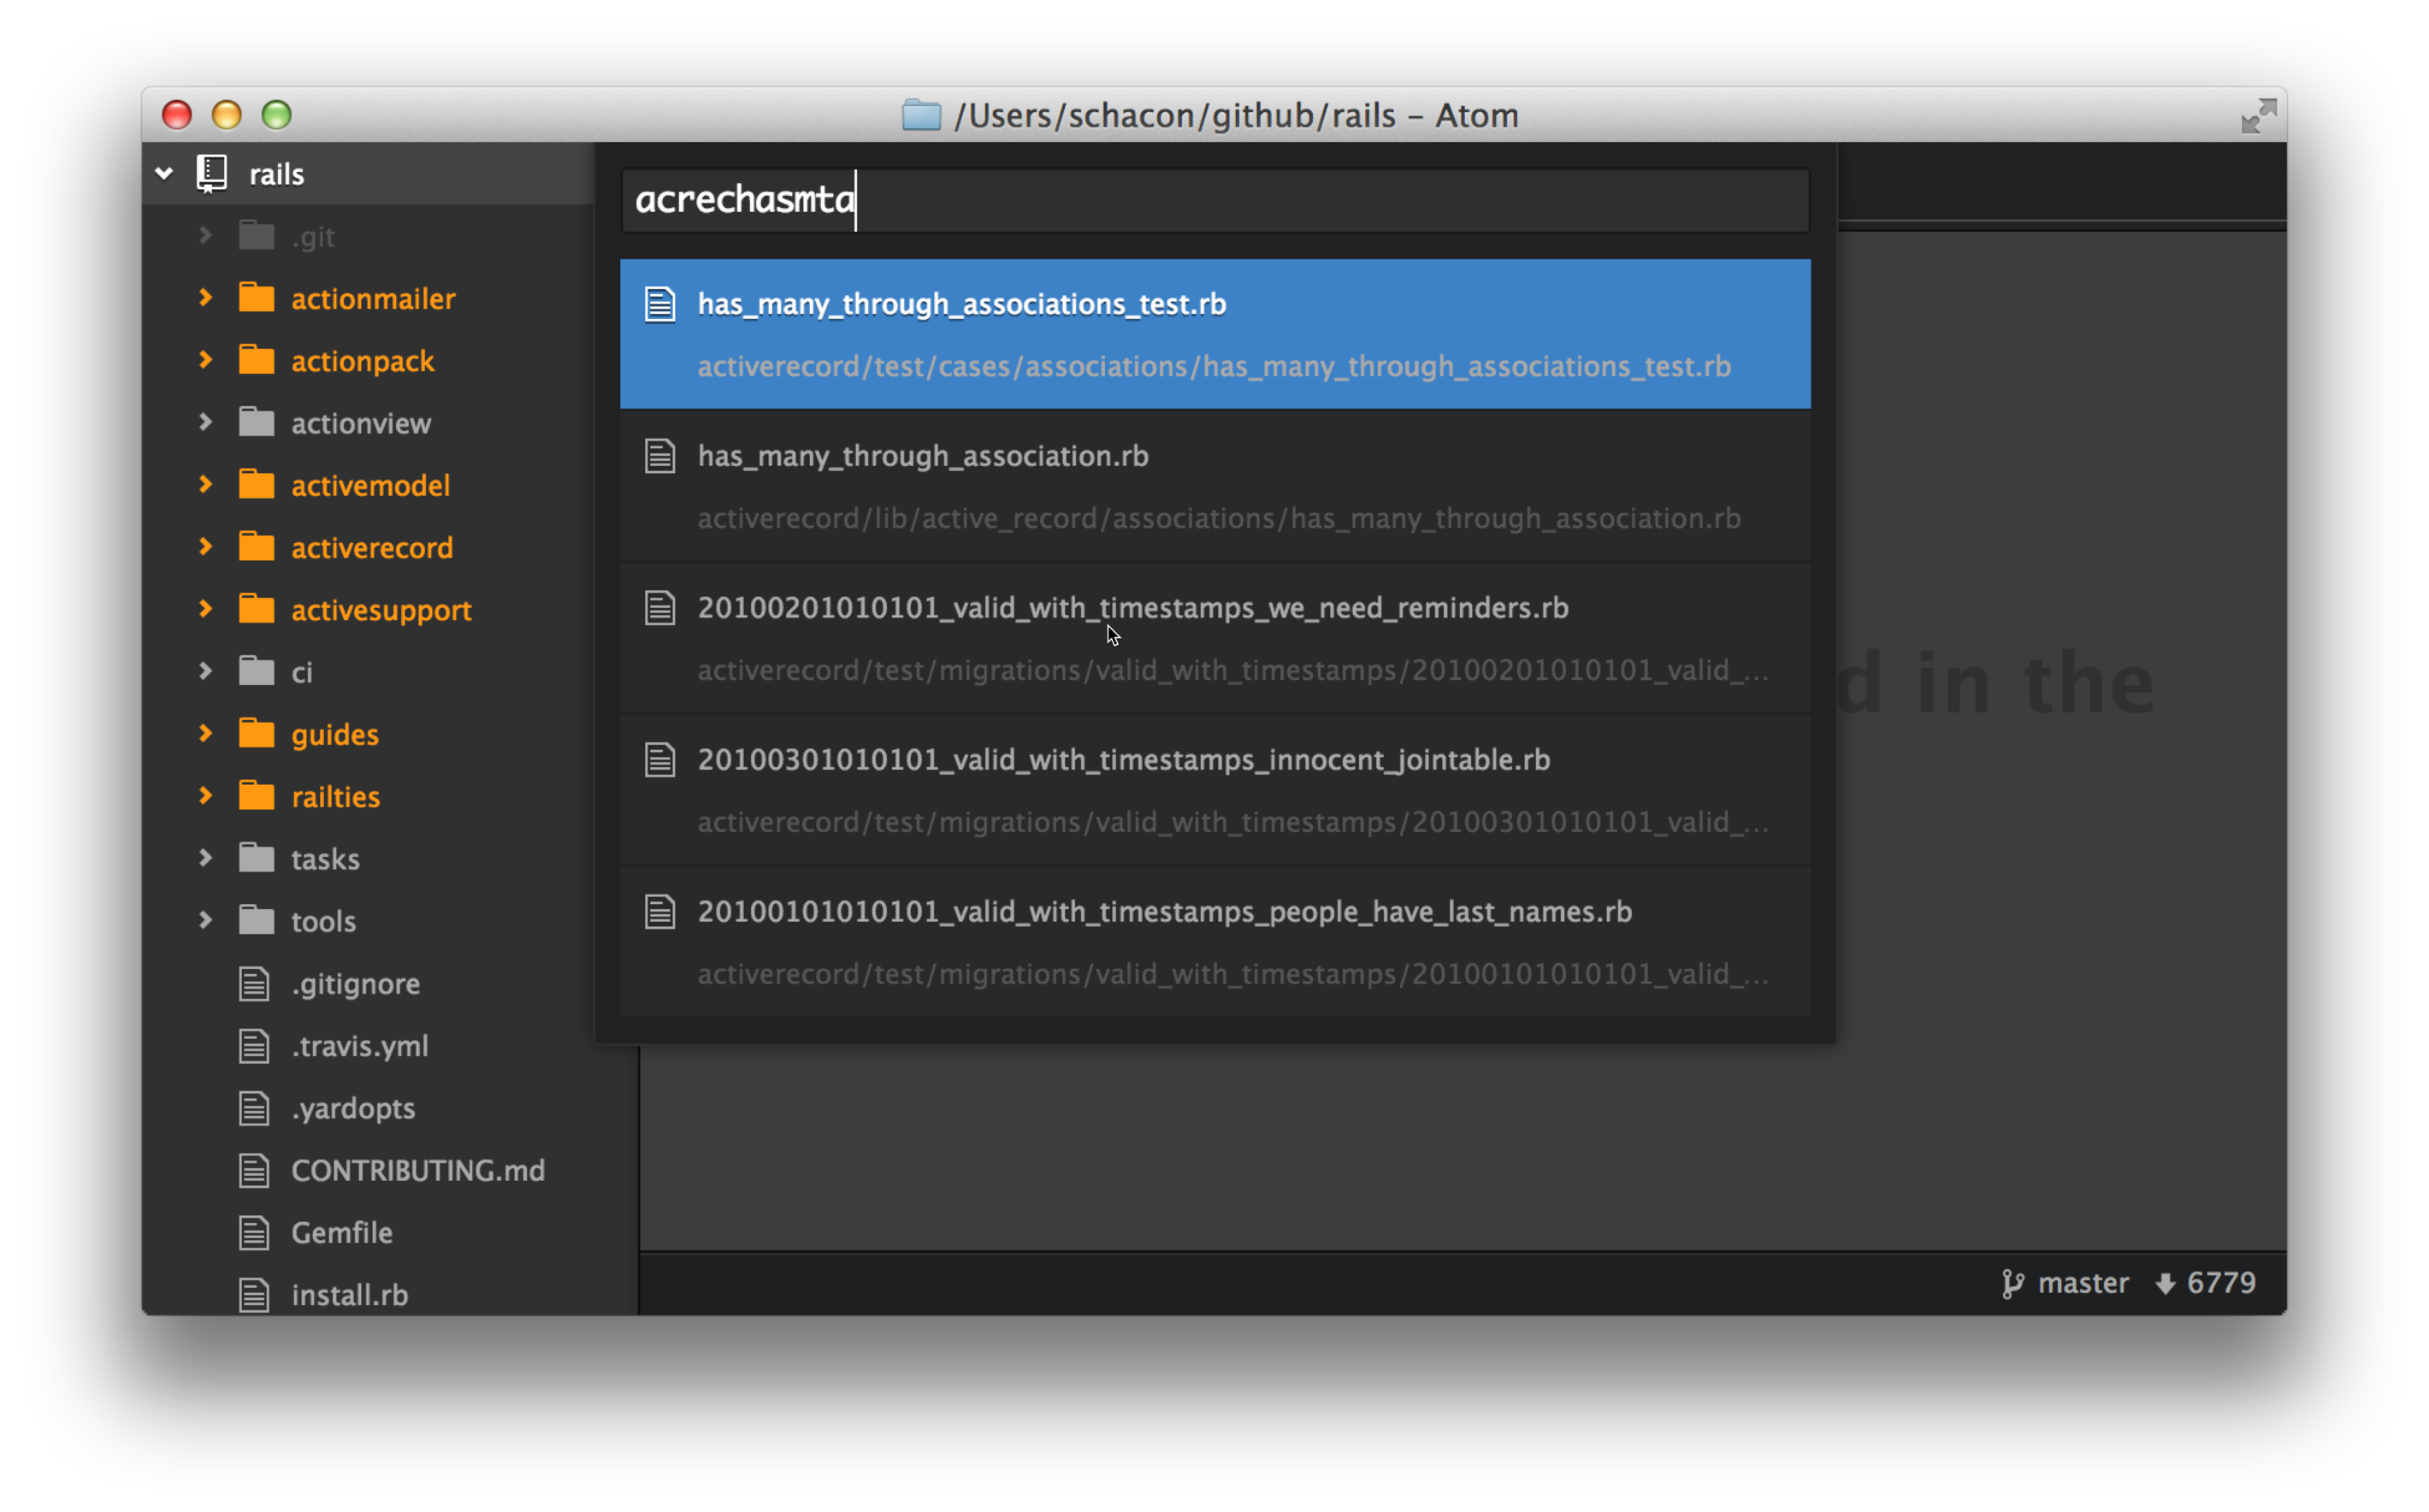 /Users/schacon/github/rails – Atom
rails
.git
actionmailer
actionpack
actionview
activemodel
activerecord
activesupport
ci
guides
railties
tasks
tools
.gitignore
.travis.yml
.yardopts
CONTRIBUTING.md
Gemfile
install.rb
acrechasmta
has_many_through_associations_test.rb
activerecord/test/cases/associations/has_many_through_associations_test.rb
has_many_through_association.rb
activerecord/lib/active_record/associations/has_many_through_association.rb
20100201010101_valid_with_timestamps_we_need_reminders.rb
activerecord/test/migrations/valid_with_timestamps/20100201010101_valid_...
20100301010101_valid_with_timestamps_innocent_jointable.rb
activerecord/test/migrations/valid_with_timestamps/20100301010101_valid_...
20100101010101_valid_with_timestamps_people_have_last_names.rb
activerecord/test/migrations/valid_with_timestamps/20100101010101_valid_...
in the
master 6779